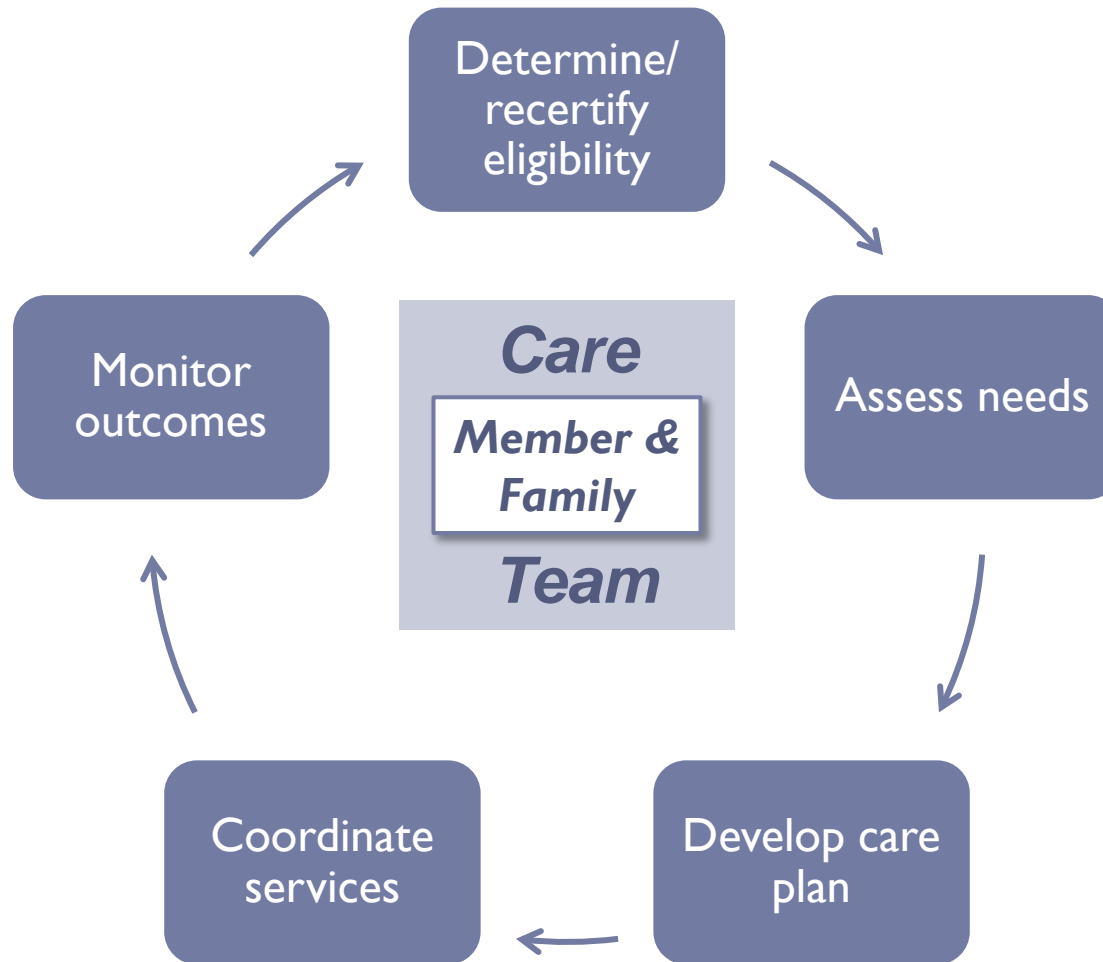 Determine/
recertify
eligibility
Monitor
outcomes
Care
Member &
Family
Team
Assess needs
Coordinate
services
Develop care
plan